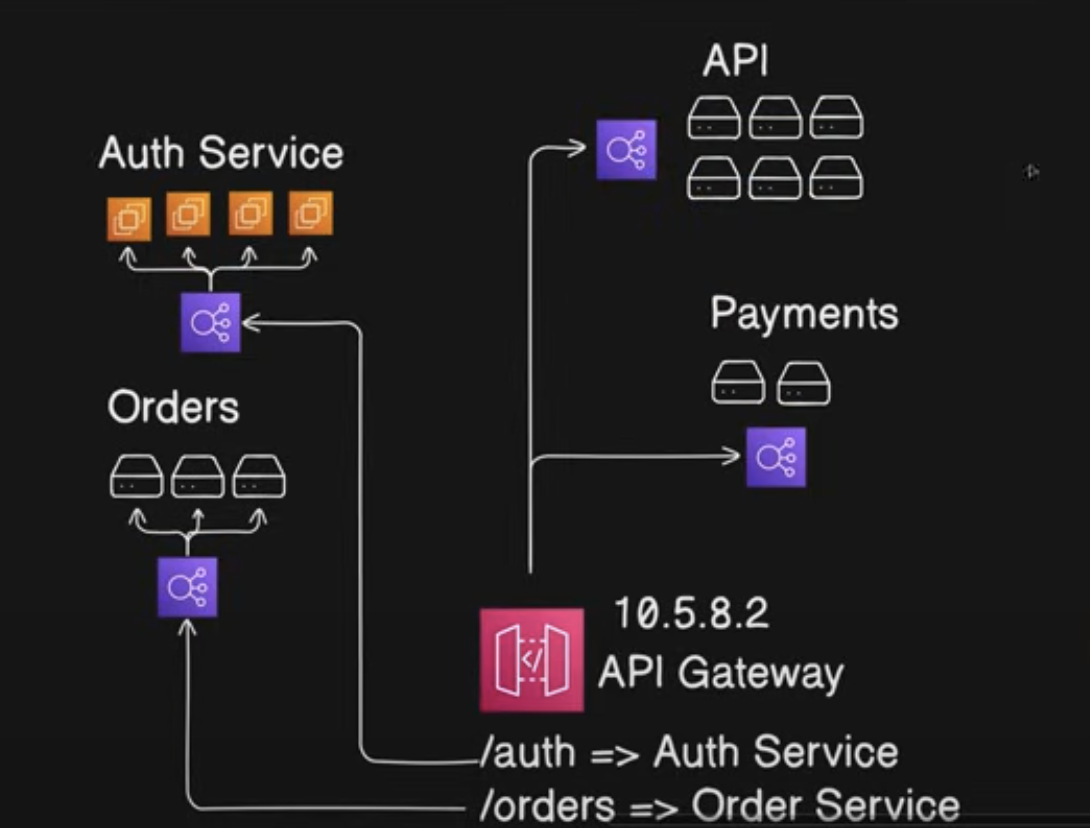 API
Auth Service
Payments
Orders
10.5.8.2
API Gateway
/auth => Auth Service
/orders => Order Service